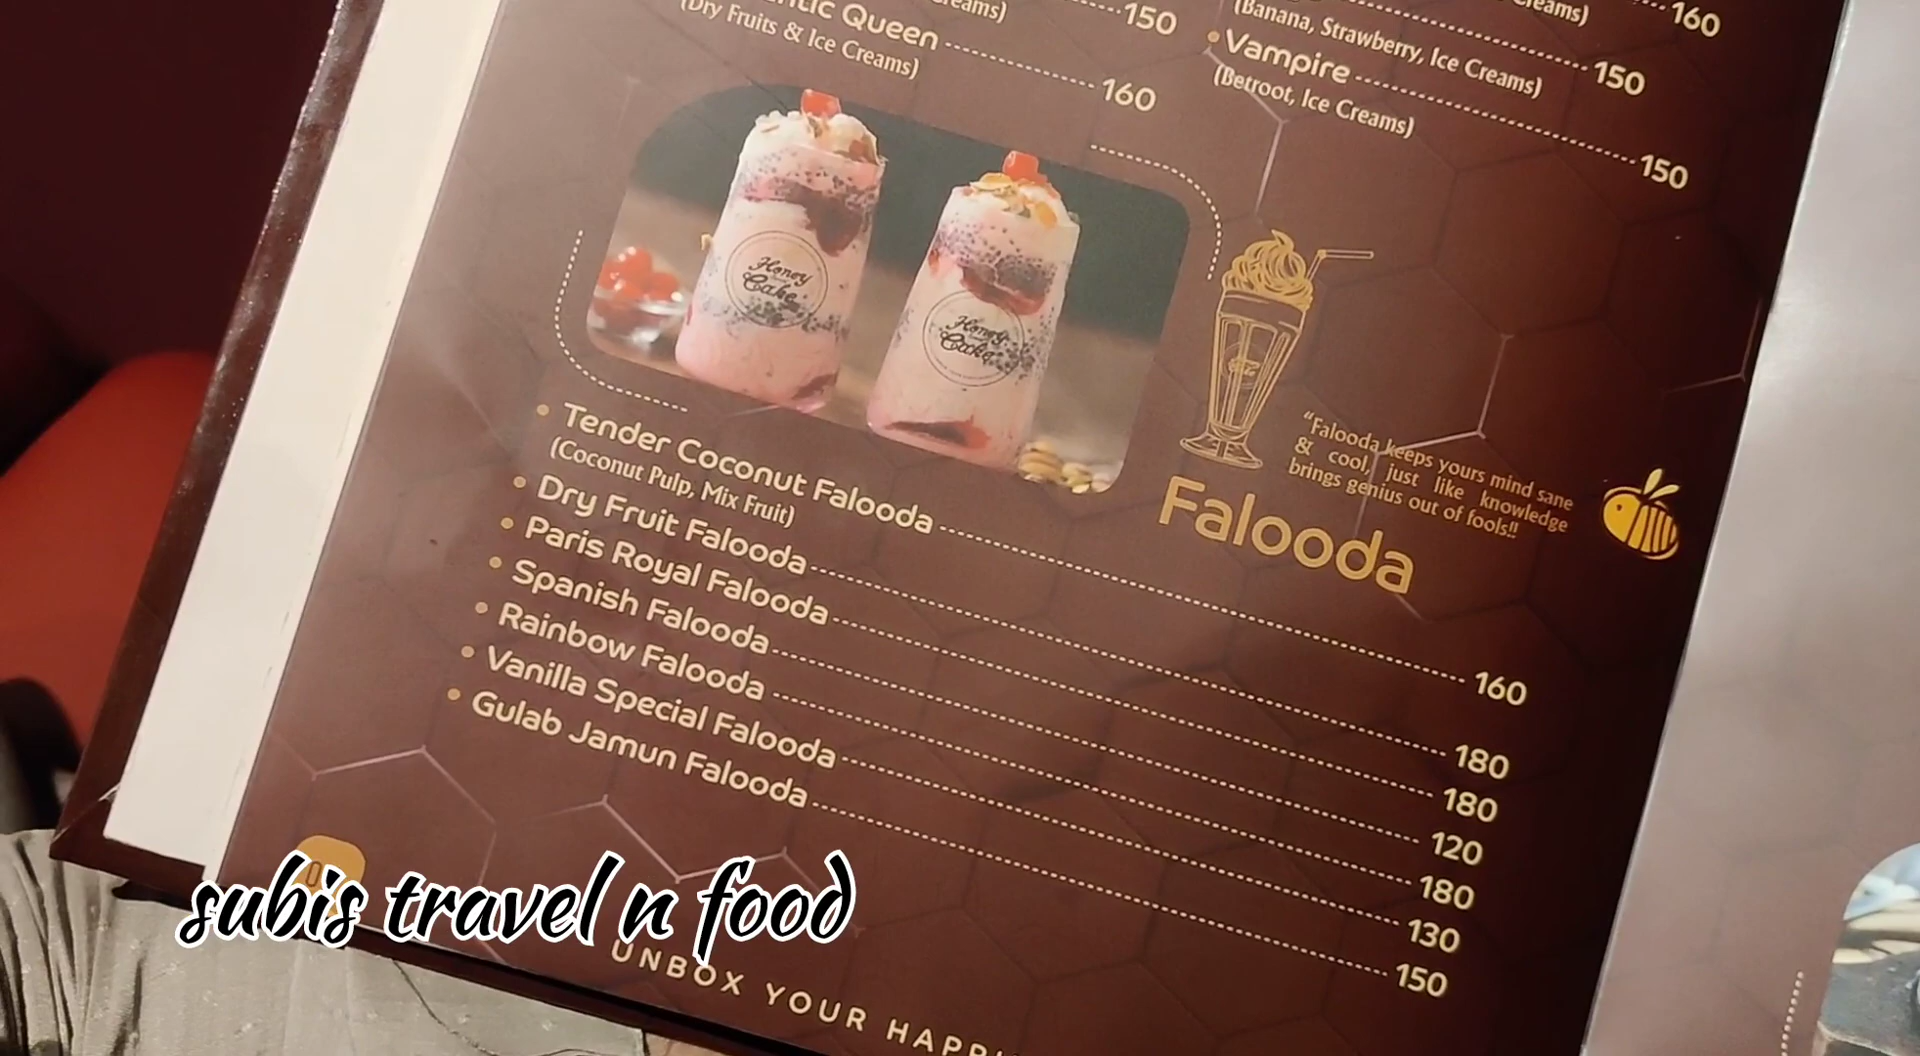 Creams)
150
ntic Queen
160
(Dry Fruits & Ice Creams)
Creams)
160
150
(Banana, Strawberry, Ice Creams)
Vampire
150
(Betroot, Ice Creams)
Honey
Cake
Honey
Cake
"Falooda keeps yours mind sane
& cool, just like knowledge
brings genius out of fools!!
Falooda
Tender Coconut Falooda 160
(Coconut Pulp, Mix Fruit)
Dry Fruit Falooda 180
Paris Royal Falooda 180
Spanish Falooda 120
Rainbow Falooda 180
Vanilla Special Falooda 130
Gulab Jamun Falooda 150
subis travel n food
UNBOX YOUR HAPP